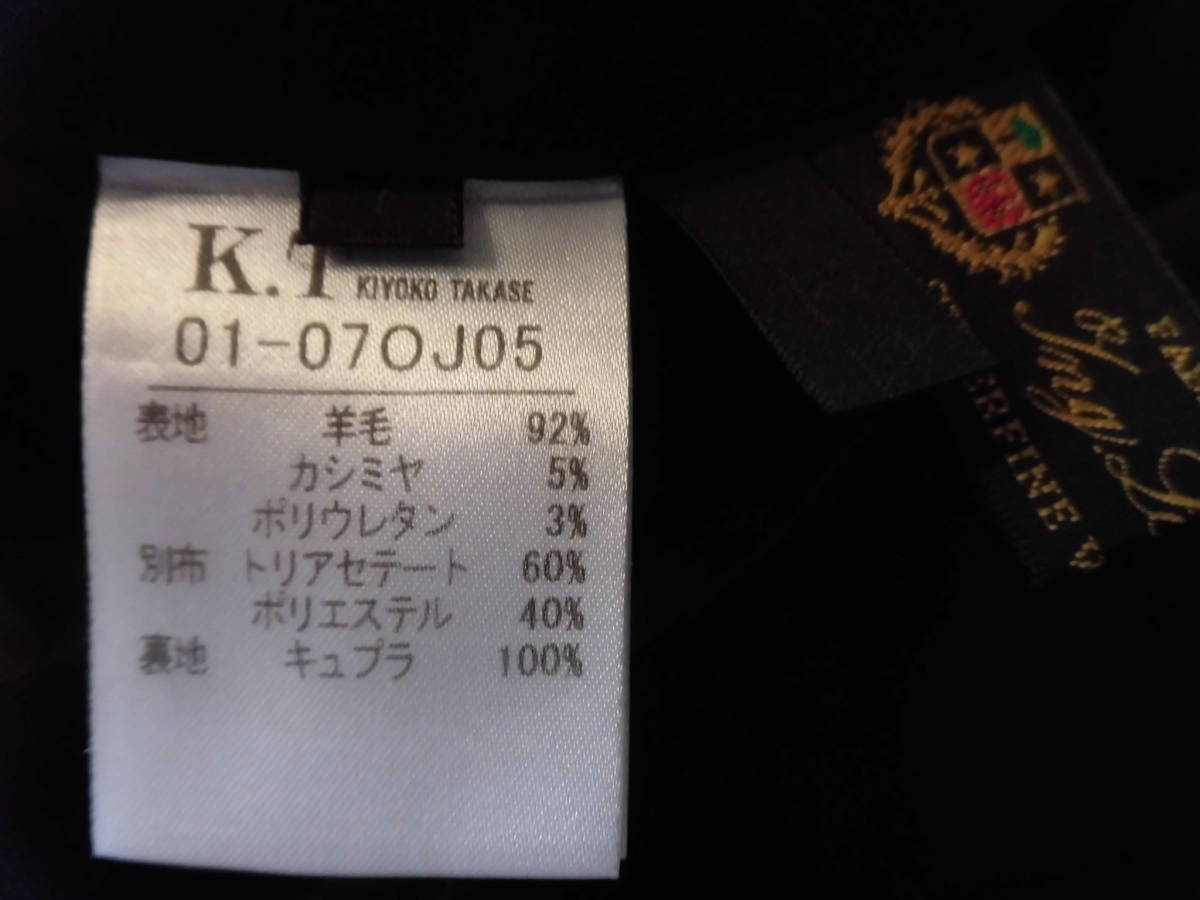 K.T KIYOKO TAKASE
01-07OJ05
表地 羊毛 92%
カシミヤ 5%
ポリウレタン 3%
別布 トリアセテート 60%
ポリエステル 40%
裏地 キュプラ 100%